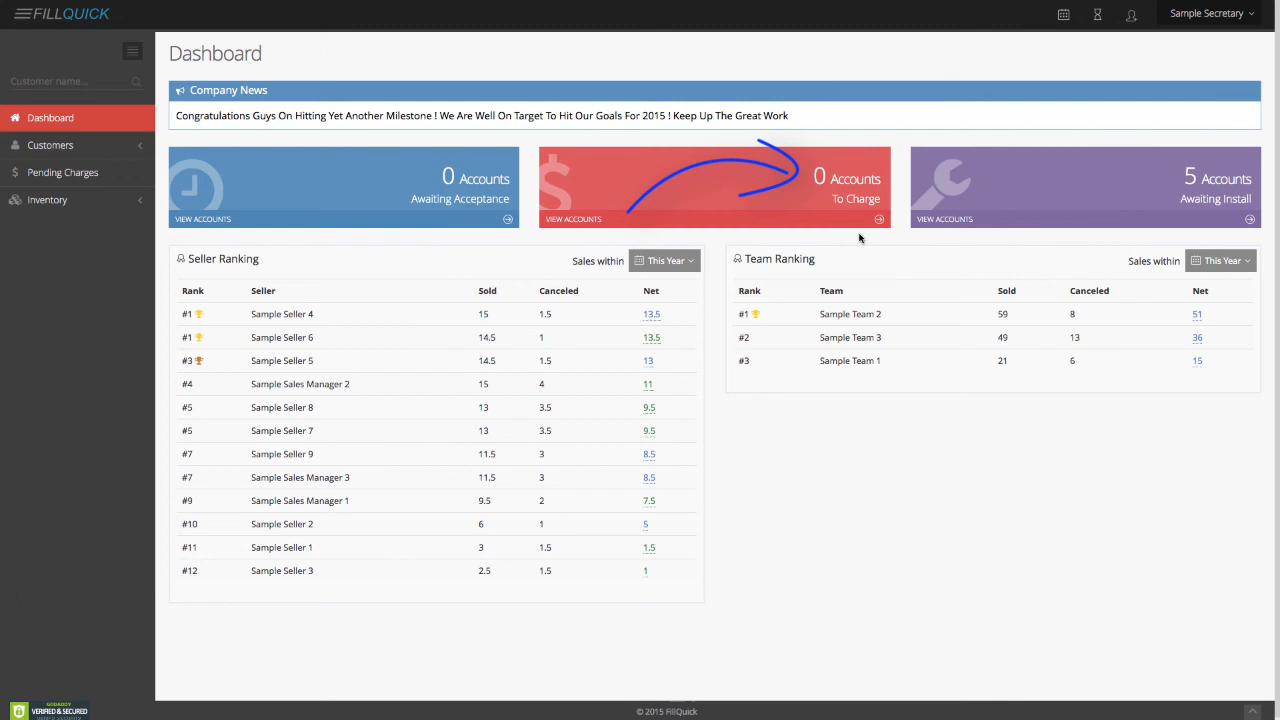 FILLQUICK
Sample Secretary
Customer name...
Dashboard
Customers
Pending Charges
Inventory
Dashboard
Company News
Congratulations Guys On Hitting Yet Another Milestone ! We Are Well On Target To Hit Our Goals For 2015 ! Keep Up The Great Work
0 Accounts
Awaiting Acceptance
VIEW ACCOUNTS
0 Accounts
To Charge
VIEW ACCOUNTS
5 Accounts
Awaiting Install
VIEW ACCOUNTS
Seller Ranking Sales within This Year
Rank Seller Sold Canceled Net
#1 Sample Seller 4 15 1.5 13.5
#1 Sample Seller 6 14.5 1 13.5
#3 Sample Seller 5 14.5 1.5 13
#4 Sample Sales Manager 2 15 4 11
#5 Sample Seller 8 13 3.5 9.5
#5 Sample Seller 7 13 3.5 9.5
#7 Sample Seller 9 11.5 3 8.5
#7 Sample Sales Manager 3 11.5 3 8.5
#9 Sample Sales Manager 1 9.5 2 7.5
#10 Sample Seller 2 6 1 5
#11 Sample Seller 1 3 1.5 1.5
#12 Sample Seller 3 2.5 1.5 1
Team Ranking Sales within This Year
Rank Team Sold Canceled Net
#1 Sample Team 2 59 8 51
#2 Sample Team 3 49 13 36
#3 Sample Team 1 21 6 15
GODADDY
VERIFIED & SECURED
© 2015 FillQuick